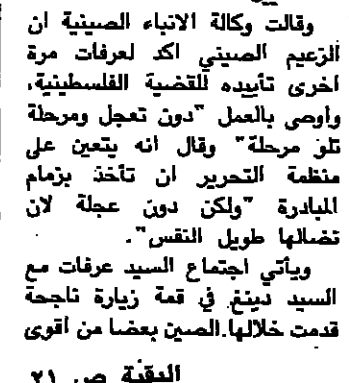 وقالت وكالة الانباء الصينية ان
الزعيم الصيني اكد لعرفات مرة
اخرى تأييده للقضية الفلسطينية،
واوصى بالعمل "دون تعجل ومرحلة
تلو مرحلة" وقال انه يتعين على
منظمة التحرير ان تأخذ بزمام
المبادرة "ولكن دون عجلة لان
نضالها طويل النفس".
ويأتي اجتماع السيد عرفات مع
السيد دينغ في قمة زيارة ناجحة
قدمت خلالها الصين بعضا من اقوى
البقية ص ٢١